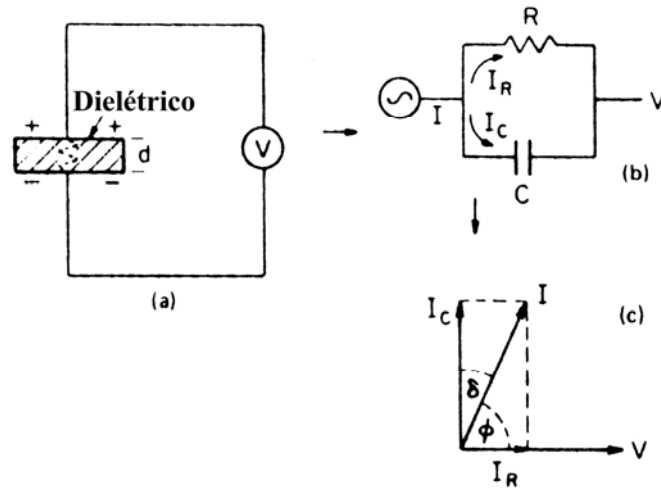 Dielétrico
+ +
d
− −
V
(a)
R
I_R
I
I_C
V
C
(b)
I_C
I
(c)
δ
ϕ
V
I_R